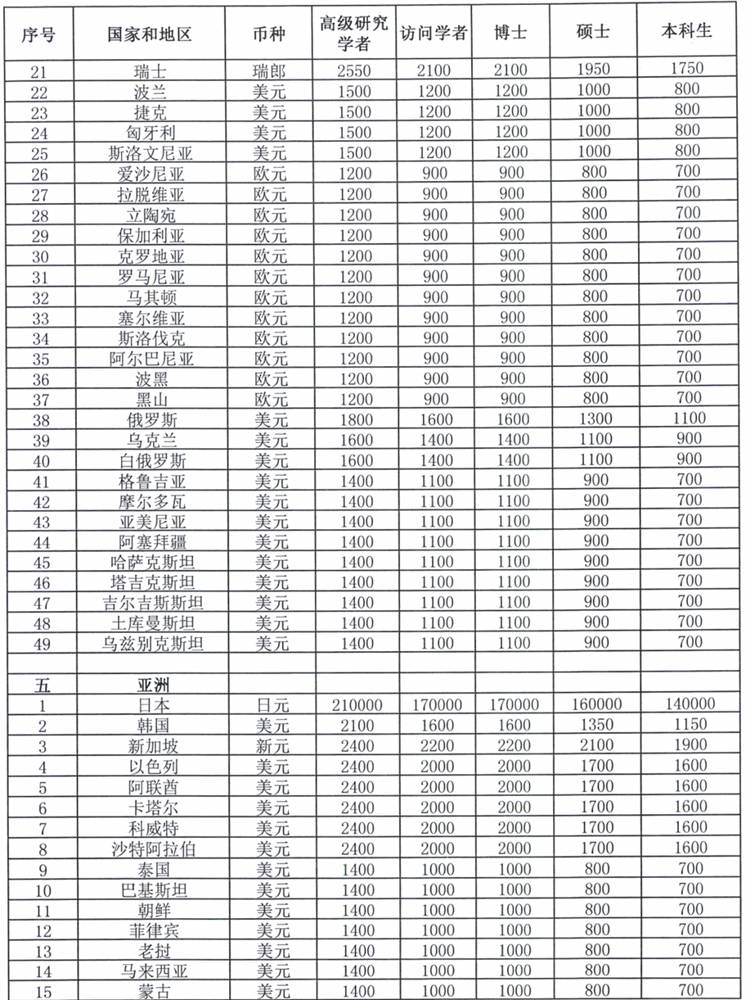 序号 国家和地区 币种 高级研究学者 访问学者 博士 硕士 本科生
21 瑞士 瑞郎 2550 2100 2100 1950 1750
22 波兰 美元 1500 1200 1200 1000 800
23 捷克 美元 1500 1200 1200 1000 800
24 匈牙利 美元 1500 1200 1200 1000 800
25 斯洛文尼亚 美元 1500 1200 1200 1000 800
26 爱沙尼亚 欧元 1200 900 900 800 700
27 拉脱维亚 欧元 1200 900 900 800 700
28 立陶宛 欧元 1200 900 900 800 700
29 保加利亚 欧元 1200 900 900 800 700
30 克罗地亚 欧元 1200 900 900 800 700
31 罗马尼亚 欧元 1200 900 900 800 700
32 马其顿 欧元 1200 900 900 800 700
33 塞尔维亚 欧元 1200 900 900 800 700
34 斯洛伐克 欧元 1200 900 900 800 700
35 阿尔巴尼亚 欧元 1200 900 900 800 700
36 波黑 欧元 1200 900 900 800 700
37 黑山 欧元 1200 900 900 800 700
38 俄罗斯 美元 1800 1600 1600 1300 1100
39 乌克兰 美元 1600 1400 1400 1100 900
40 白俄罗斯 美元 1600 1400 1400 1100 900
41 格鲁吉亚 美元 1400 1100 1100 900 700
42 摩尔多瓦 美元 1400 1100 1100 900 700
43 亚美尼亚 美元 1400 1100 1100 900 700
44 阿塞拜疆 美元 1400 1100 1100 900 700
45 哈萨克斯坦 美元 1400 1100 1100 900 700
46 塔吉克斯坦 美元 1400 1100 1100 900 700
47 吉尔吉斯斯坦 美元 1400 1100 1100 900 700
48 土库曼斯坦 美元 1400 1100 1100 900 700
49 乌兹别克斯坦 美元 1400 1100 1100 900 700
五 亚洲
1 日本 日元 210000 170000 170000 160000 140000
2 韩国 美元 2100 1600 1600 1350 1150
3 新加坡 新元 2400 2200 2200 2100 1900
4 以色列 美元 2400 2000 2000 1700 1600
5 阿联酋 美元 2400 2000 2000 1700 1600
6 卡塔尔 美元 2400 2000 2000 1700 1600
7 科威特 美元 2400 2000 2000 1700 1600
8 沙特阿拉伯 美元 2400 2000 2000 1700 1600
9 泰国 美元 1400 1000 1000 800 700
10 巴基斯坦 美元 1400 1000 1000 800 700
11 朝鲜 美元 1400 1000 1000 800 700
12 菲律宾 美元 1400 1000 1000 800 700
13 老挝 美元 1400 1000 1000 800 700
14 马来西亚 美元 1400 1000 1000 800 700
15 蒙古 美元 1400 1000 1000 800 700